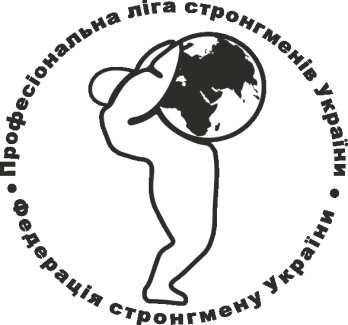 Професіональна ліга стронгменів України
Федерація стронгмену України